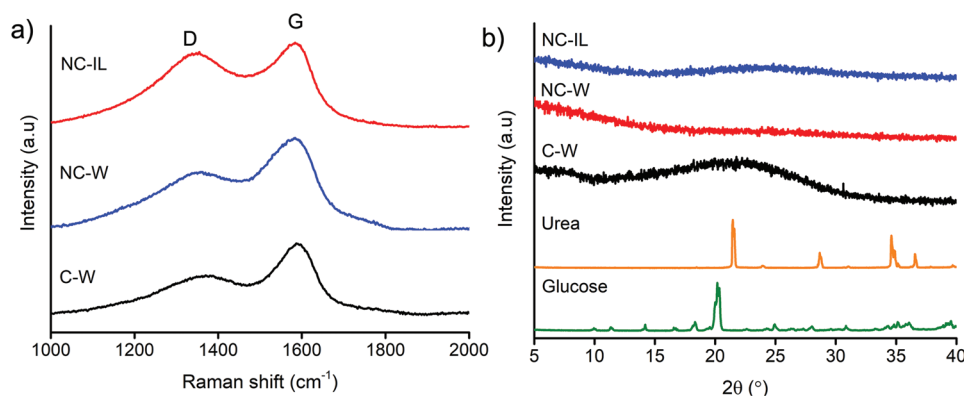 a)
D
G
NC-IL
NC-W
C-W
Intensity (a.u)
1000 1200 1400 1600 1800 2000
Raman shift (cm⁻¹)
b)
NC-IL
NC-W
C-W
Urea
Glucose
Intensity (a.u)
5 10 15 20 25 30 35 40
2θ (°)